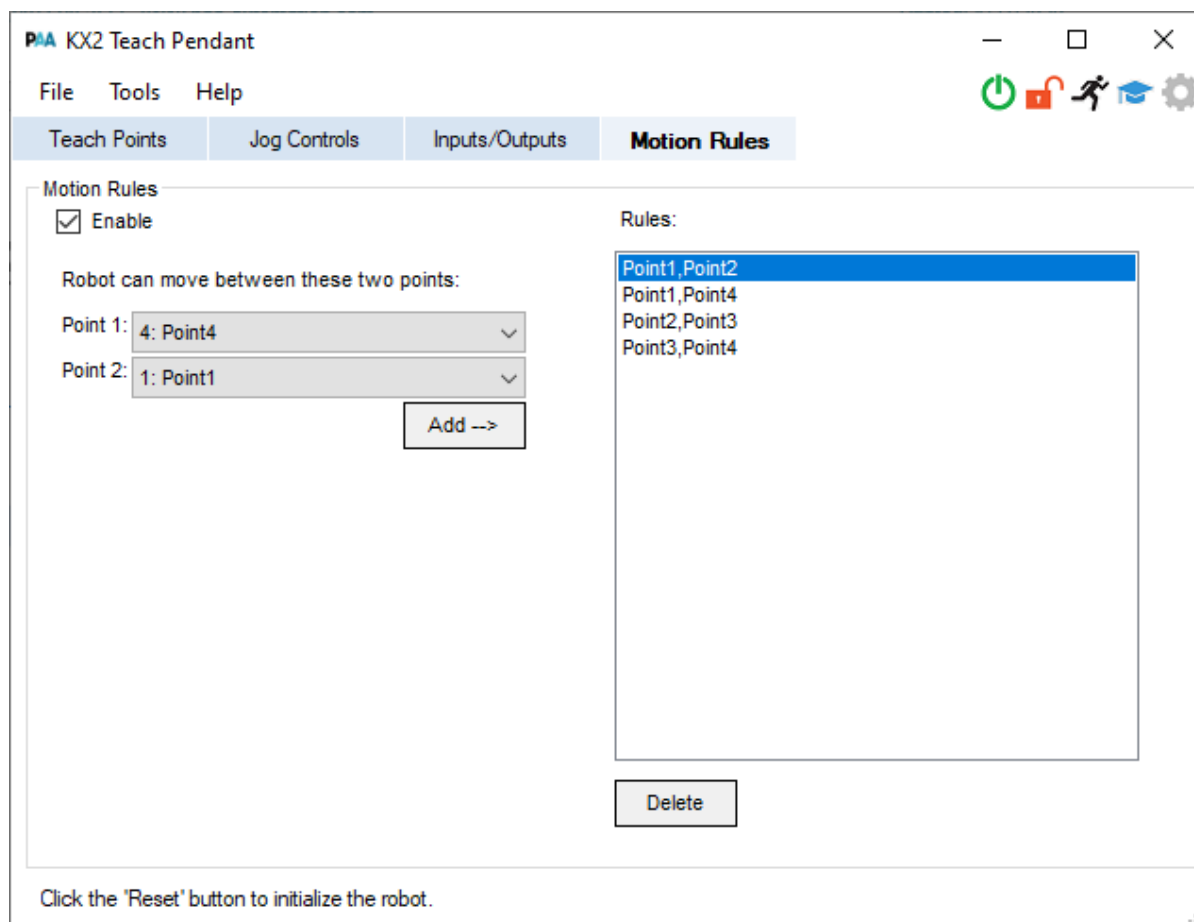 PAA KX2 Teach Pendant
File Tools Help
Teach Points Jog Controls Inputs/Outputs Motion Rules
Motion Rules
Enable
Robot can move between these two points:
Point 1: 4: Point4
Point 2: 1: Point1
Add -->
Rules:
Point1,Point2
Point1,Point4
Point2,Point3
Point3,Point4
Delete
Click the 'Reset' button to initialize the robot.